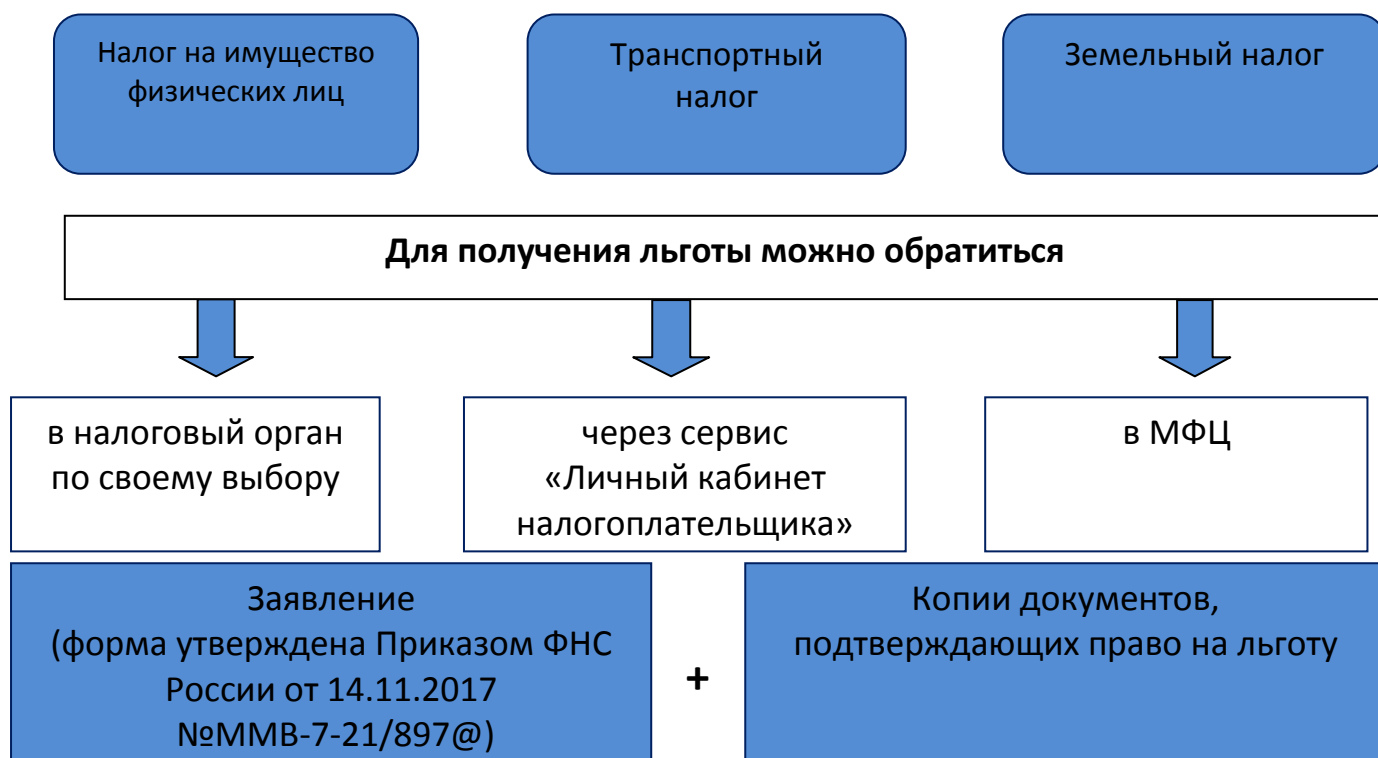 Налог на имущество
физических лиц
Транспортный
налог
Земельный налог
Для получения льготы можно обратиться
в налоговый орган
по своему выбору
через сервис
«Личный кабинет
налогоплательщика»
в МФЦ
Заявление
(форма утверждена Приказом ФНС
России от 14.11.2017
№ММВ-7-21/897@)
+
Копии документов,
подтверждающих право на льготу